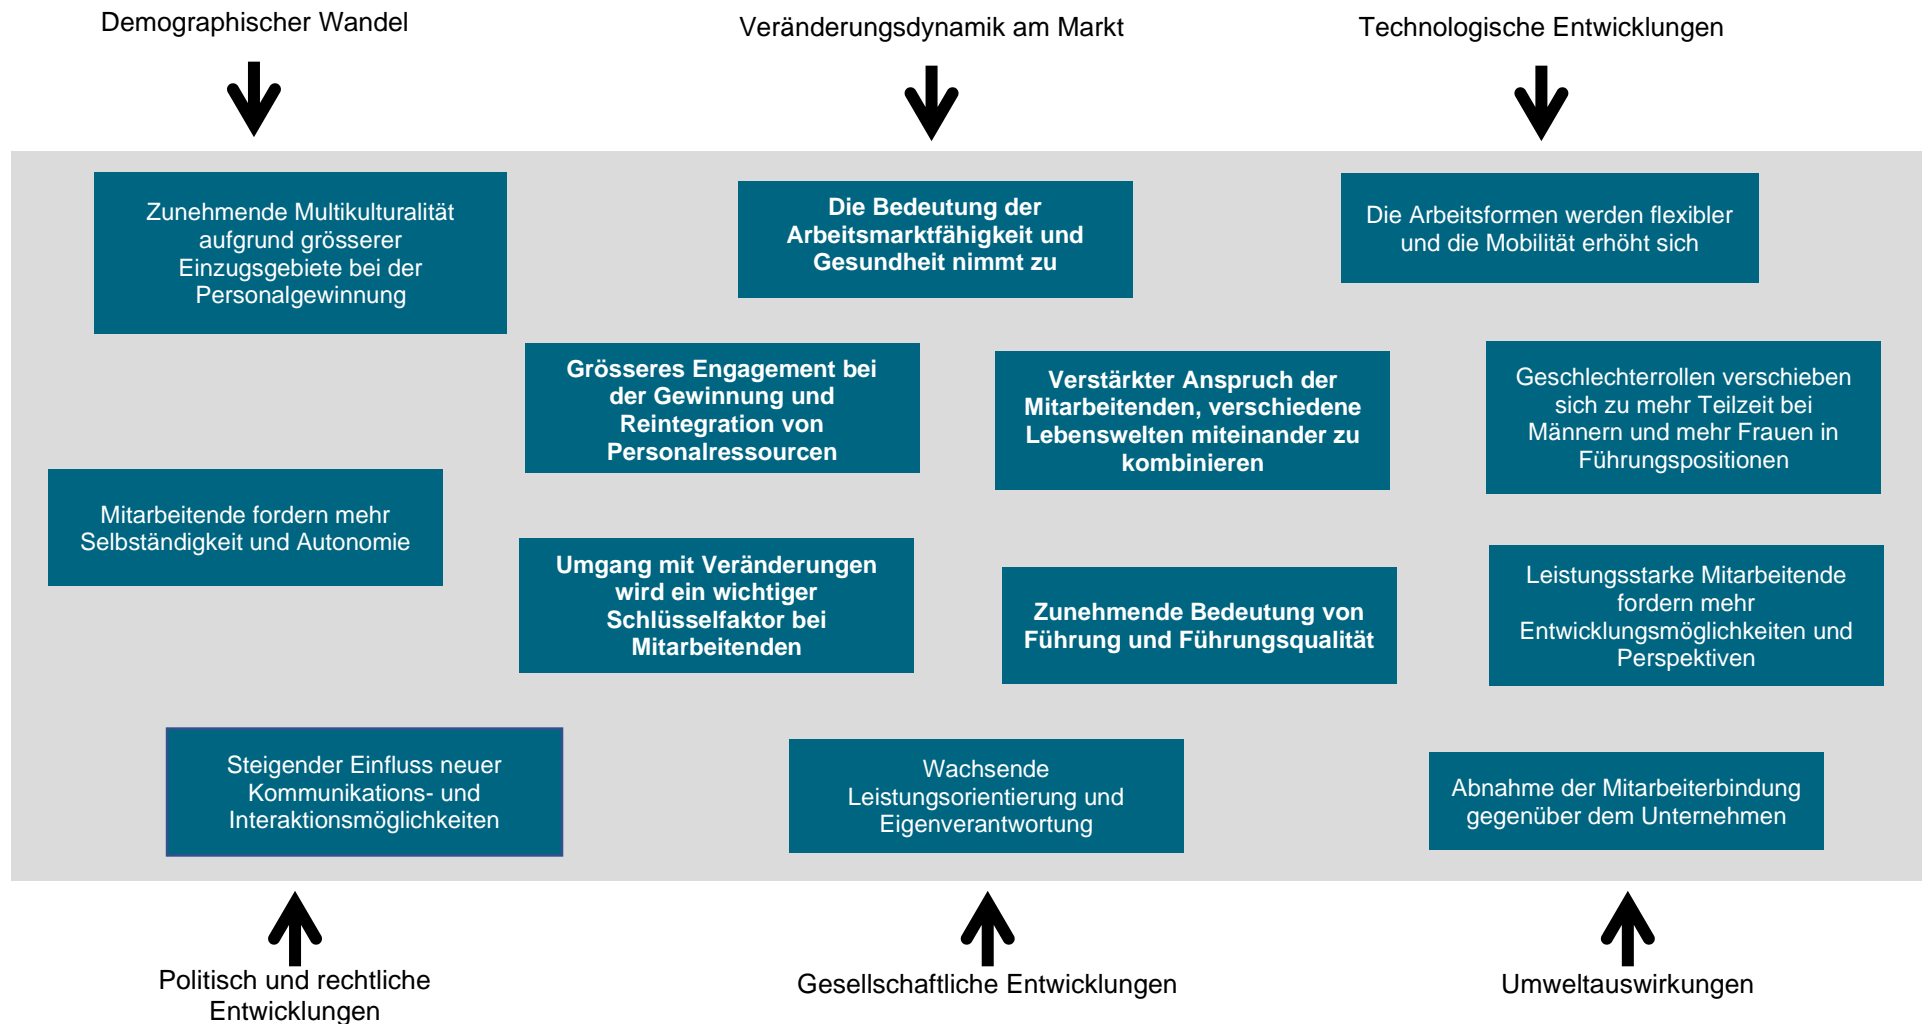 Demographischer Wandel
Veränderungsdynamik am Markt
Technologische Entwicklungen
Zunehmende Multikulturalität
aufgrund grösserer
Einzugsgebiete bei der
Personalgewinnung
Die Bedeutung der
Arbeitsmarktfähigkeit und
Gesundheit nimmt zu
Die Arbeitsformen werden flexibler
und die Mobilität erhöht sich
Grösseres Engagement bei
der Gewinnung und
Reintegration von
Personalressourcen
Verstärkter Anspruch der
Mitarbeitenden, verschiedene
Lebenswelten miteinander zu
kombinieren
Geschlechterrollen verschieben
sich zu mehr Teilzeit bei
Männern und mehr Frauen in
Führungspositionen
Mitarbeitende fordern mehr
Selbständigkeit und Autonomie
Umgang mit Veränderungen
wird ein wichtiger
Schlüsselfaktor bei
Mitarbeitenden
Zunehmende Bedeutung von
Führung und Führungsqualität
Leistungsstarke Mitarbeitende
fordern mehr
Entwicklungsmöglichkeiten und
Perspektiven
Steigender Einfluss neuer
Kommunikations- und
Interaktionsmöglichkeiten
Wachsende
Leistungsorientierung und
Eigenverantwortung
Abnahme der Mitarbeiterbindung
gegenüber dem Unternehmen
Politisch und rechtliche
Entwicklungen
Gesellschaftliche Entwicklungen
Umweltauswirkungen